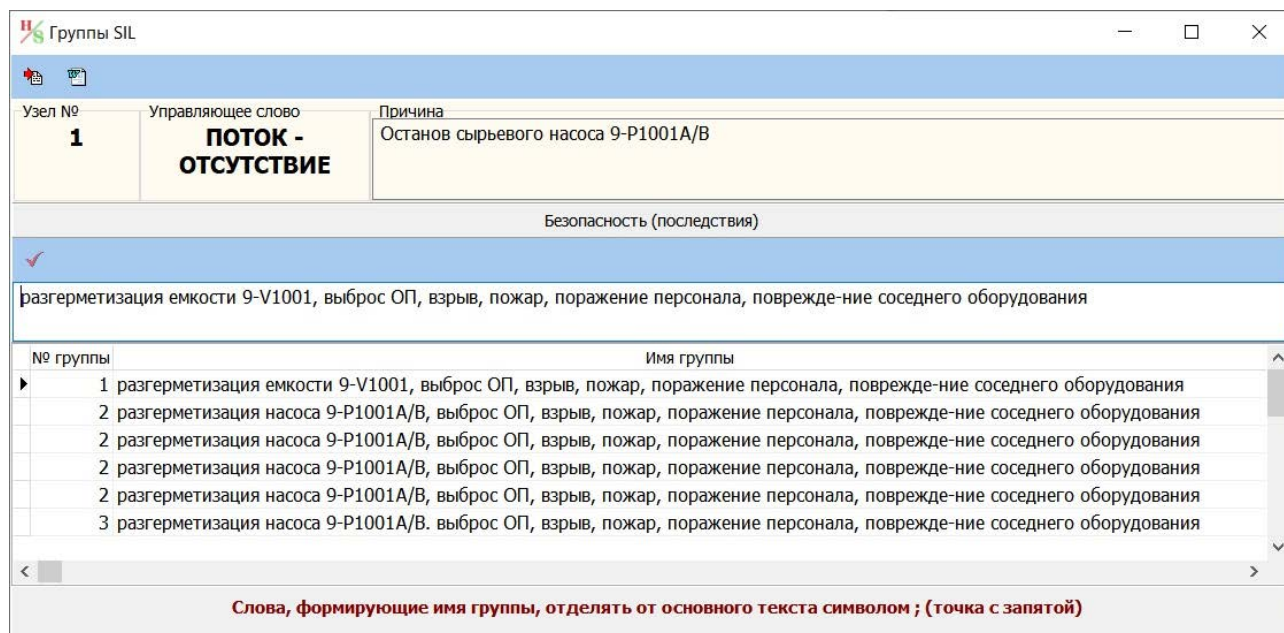 H/S Группы SIL
Узел № Управляющее слово Причина
1 ПОТОК - Останов сырьевого насоса 9-P1001A/B
ОТСУТСТВИЕ
Безопасность (последствия)
разгерметизация емкости 9-V1001, выброс ОП, взрыв, пожар, поражение персонала, поврежде-ние соседнего оборудования
№ группы Имя группы
1 разгерметизация емкости 9-V1001, выброс ОП, взрыв, пожар, поражение персонала, поврежде-ние соседнего оборудования
2 разгерметизация насоса 9-P1001A/B, выброс ОП, взрыв, пожар, поражение персонала, поврежде-ние соседнего оборудования
2 разгерметизация насоса 9-P1001A/B, выброс ОП, взрыв, пожар, поражение персонала, поврежде-ние соседнего оборудования
2 разгерметизация насоса 9-P1001A/B, выброс ОП, взрыв, пожар, поражение персонала, поврежде-ние соседнего оборудования
2 разгерметизация насоса 9-P1001A/B, выброс ОП, взрыв, пожар, поражение персонала, поврежде-ние соседнего оборудования
3 разгерметизация насоса 9-P1001A/B. выброс ОП, взрыв, пожар, поражение персонала, поврежде-ние соседнего оборудования
Слова, формирующие имя группы, отделять от основного текста символом ; (точка с запятой)